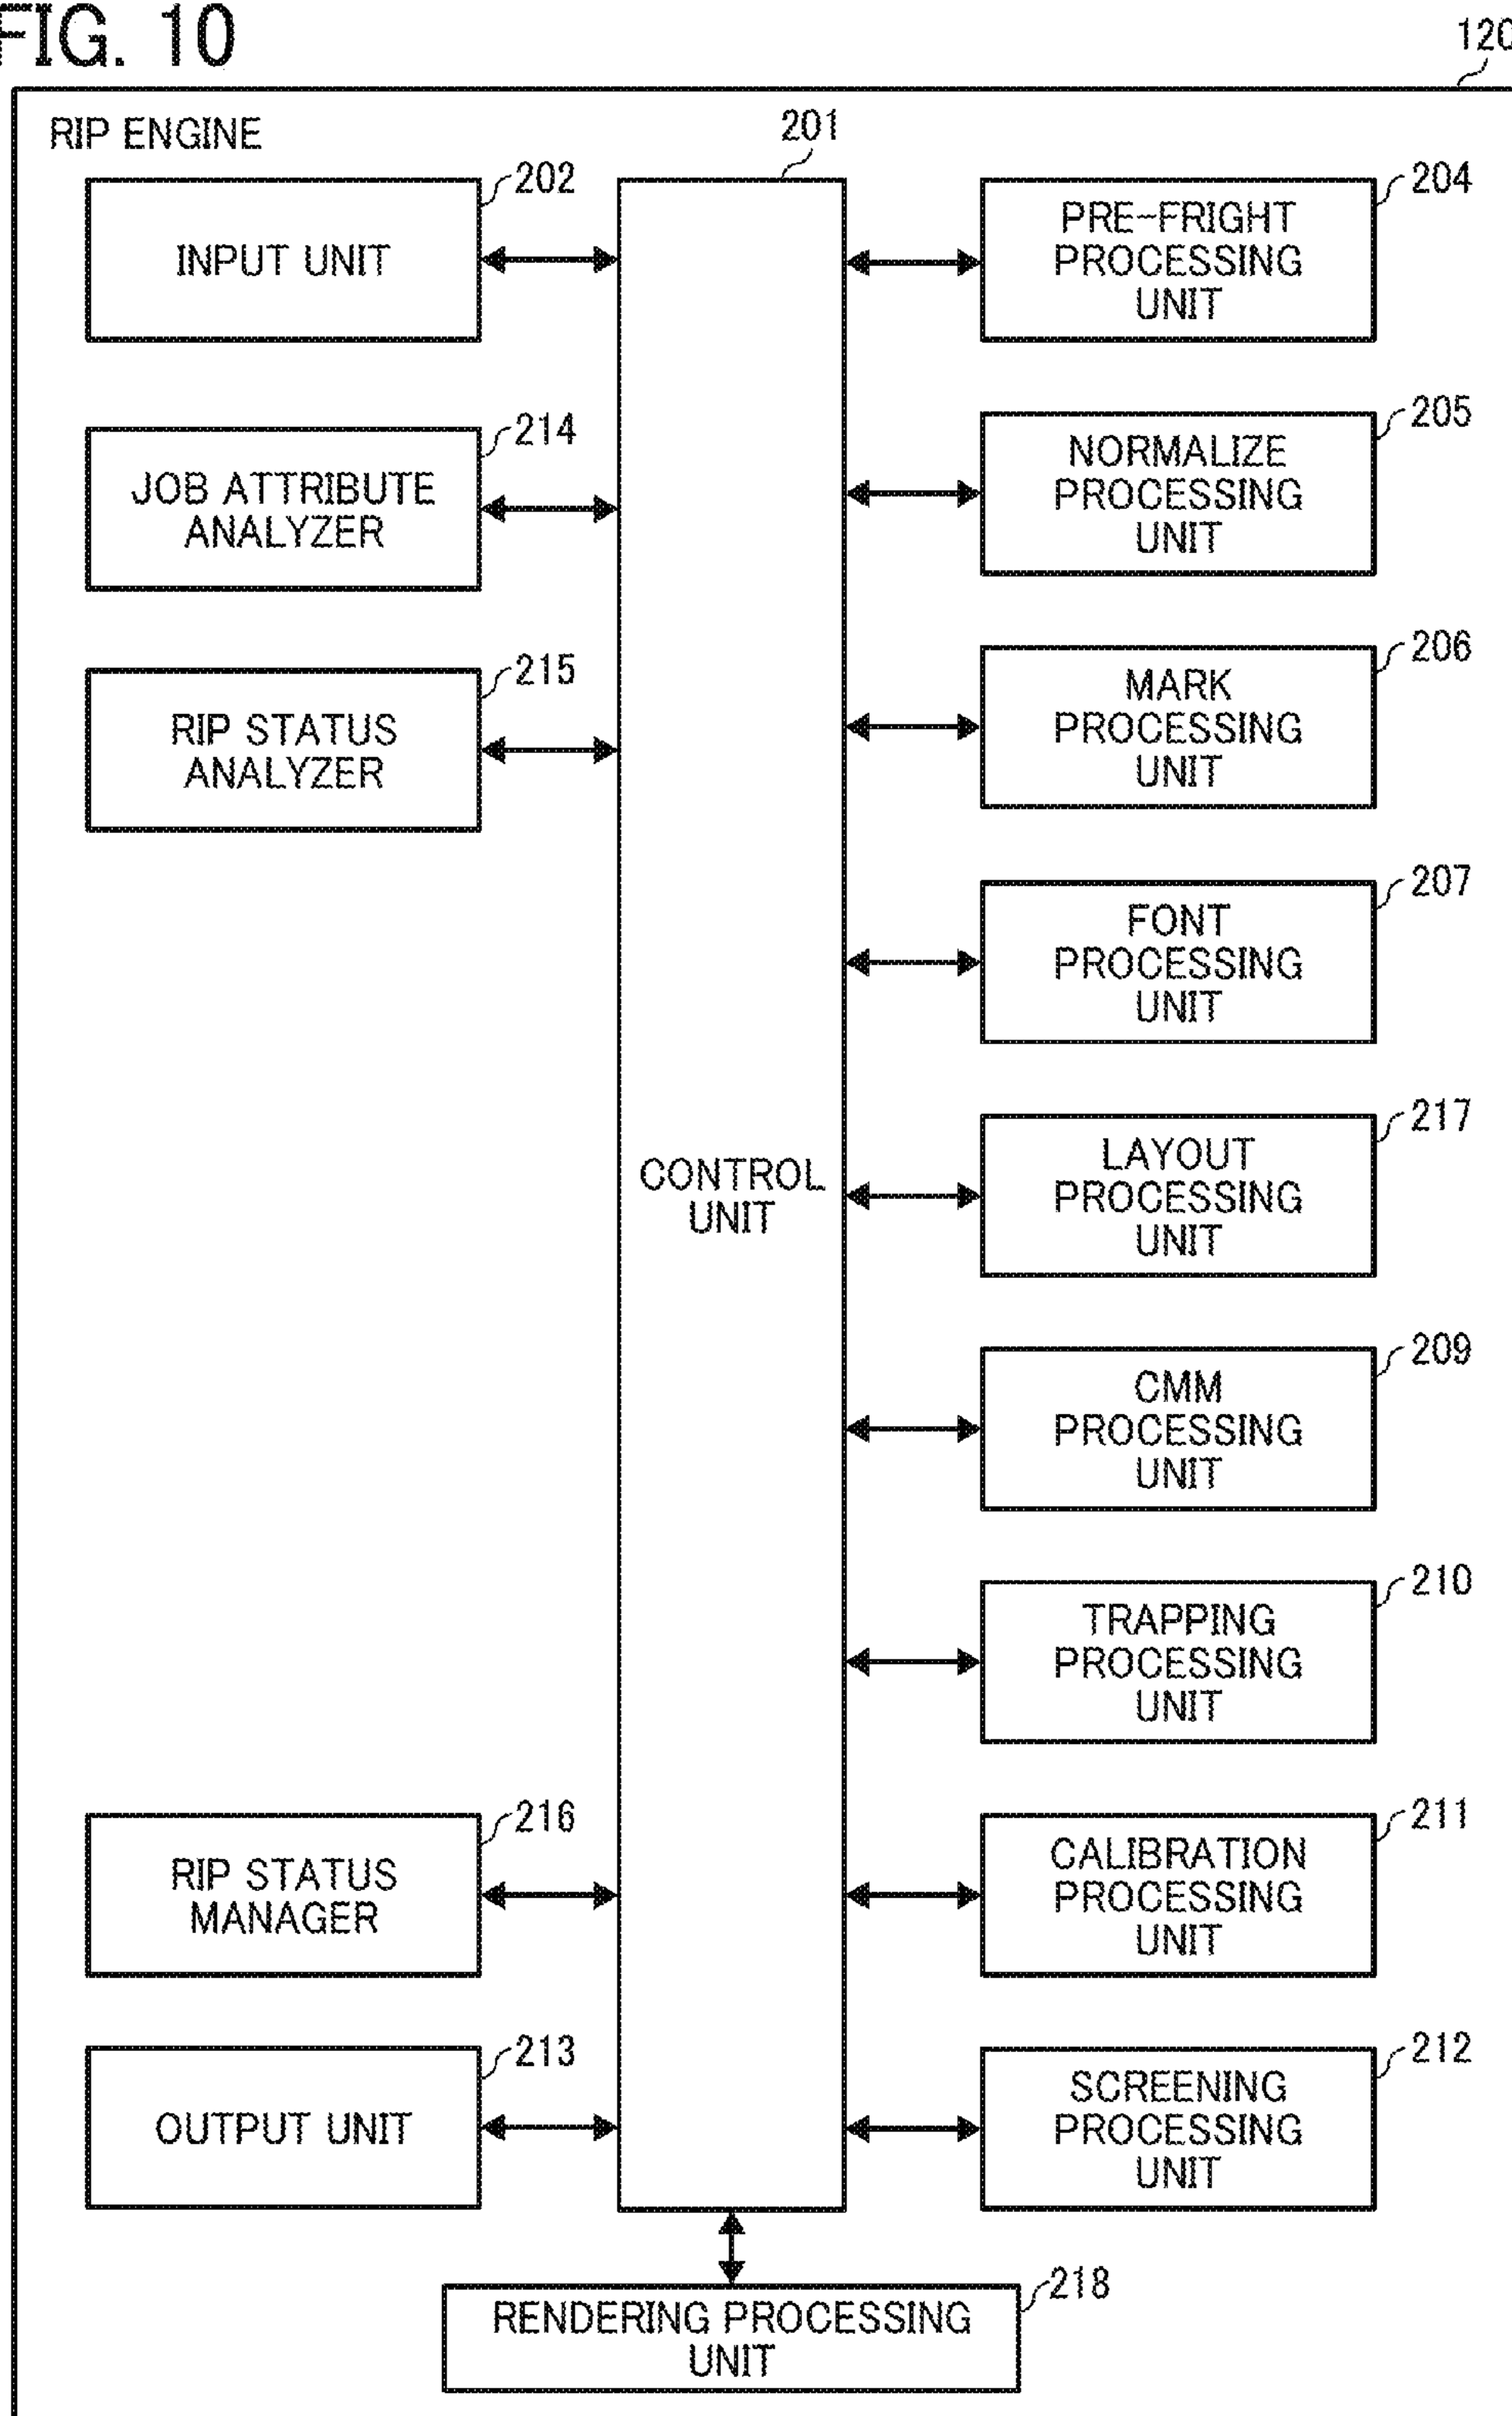 FIG. 10
120
RIP ENGINE
201
202
INPUT UNIT
204
PRE-FRIGHT
PROCESSING
UNIT
214
JOB ATTRIBUTE
ANALYZER
205
NORMALIZE
PROCESSING
UNIT
215
RIP STATUS
ANALYZER
206
MARK
PROCESSING
UNIT
207
FONT
PROCESSING
UNIT
CONTROL
UNIT
217
LAYOUT
PROCESSING
UNIT
209
CMM
PROCESSING
UNIT
210
TRAPPING
PROCESSING
UNIT
216
RIP STATUS
MANAGER
211
CALIBRATION
PROCESSING
UNIT
213
OUTPUT UNIT
212
SCREENING
PROCESSING
UNIT
218
RENDERING PROCESSING
UNIT